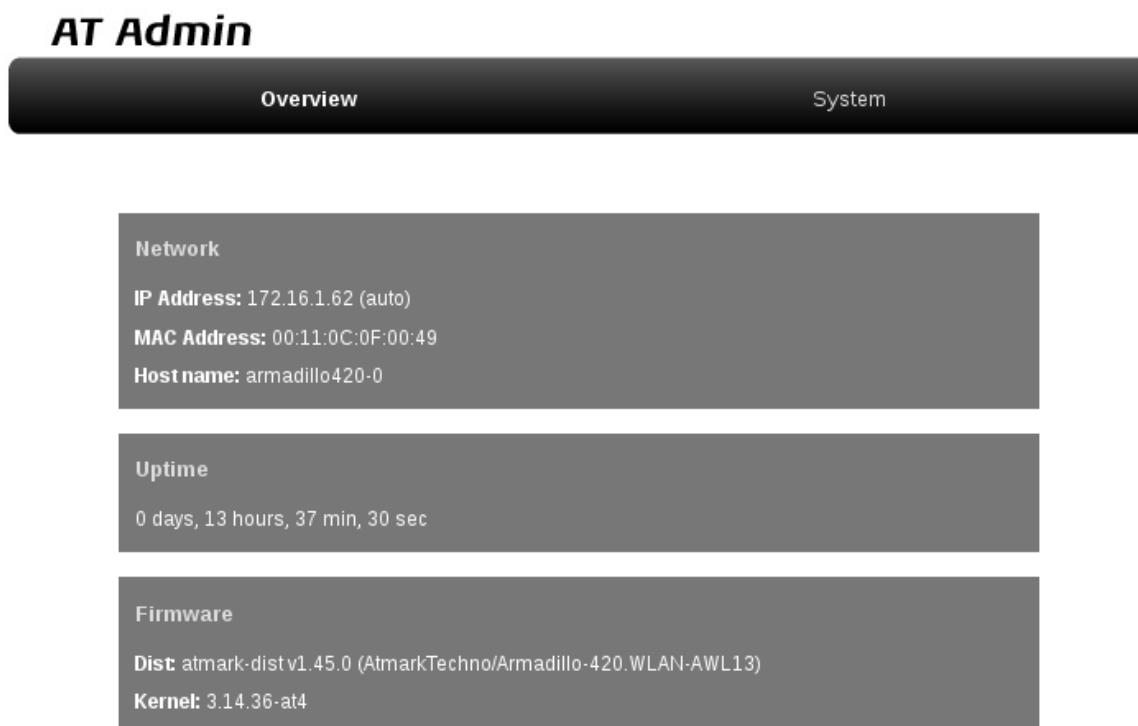 AT Admin
Overview System
Network
IP Address: 172.16.1.62 (auto)
MAC Address: 00:11:0C:0F:00:49
Host name: armadillo420-0
Uptime
0 days, 13 hours, 37 min, 30 sec
Firmware
Dist: atmark-dist v1.45.0 (AtmarkTechno/Armadillo-420.WLAN-AWL13)
Kernel: 3.14.36-at4